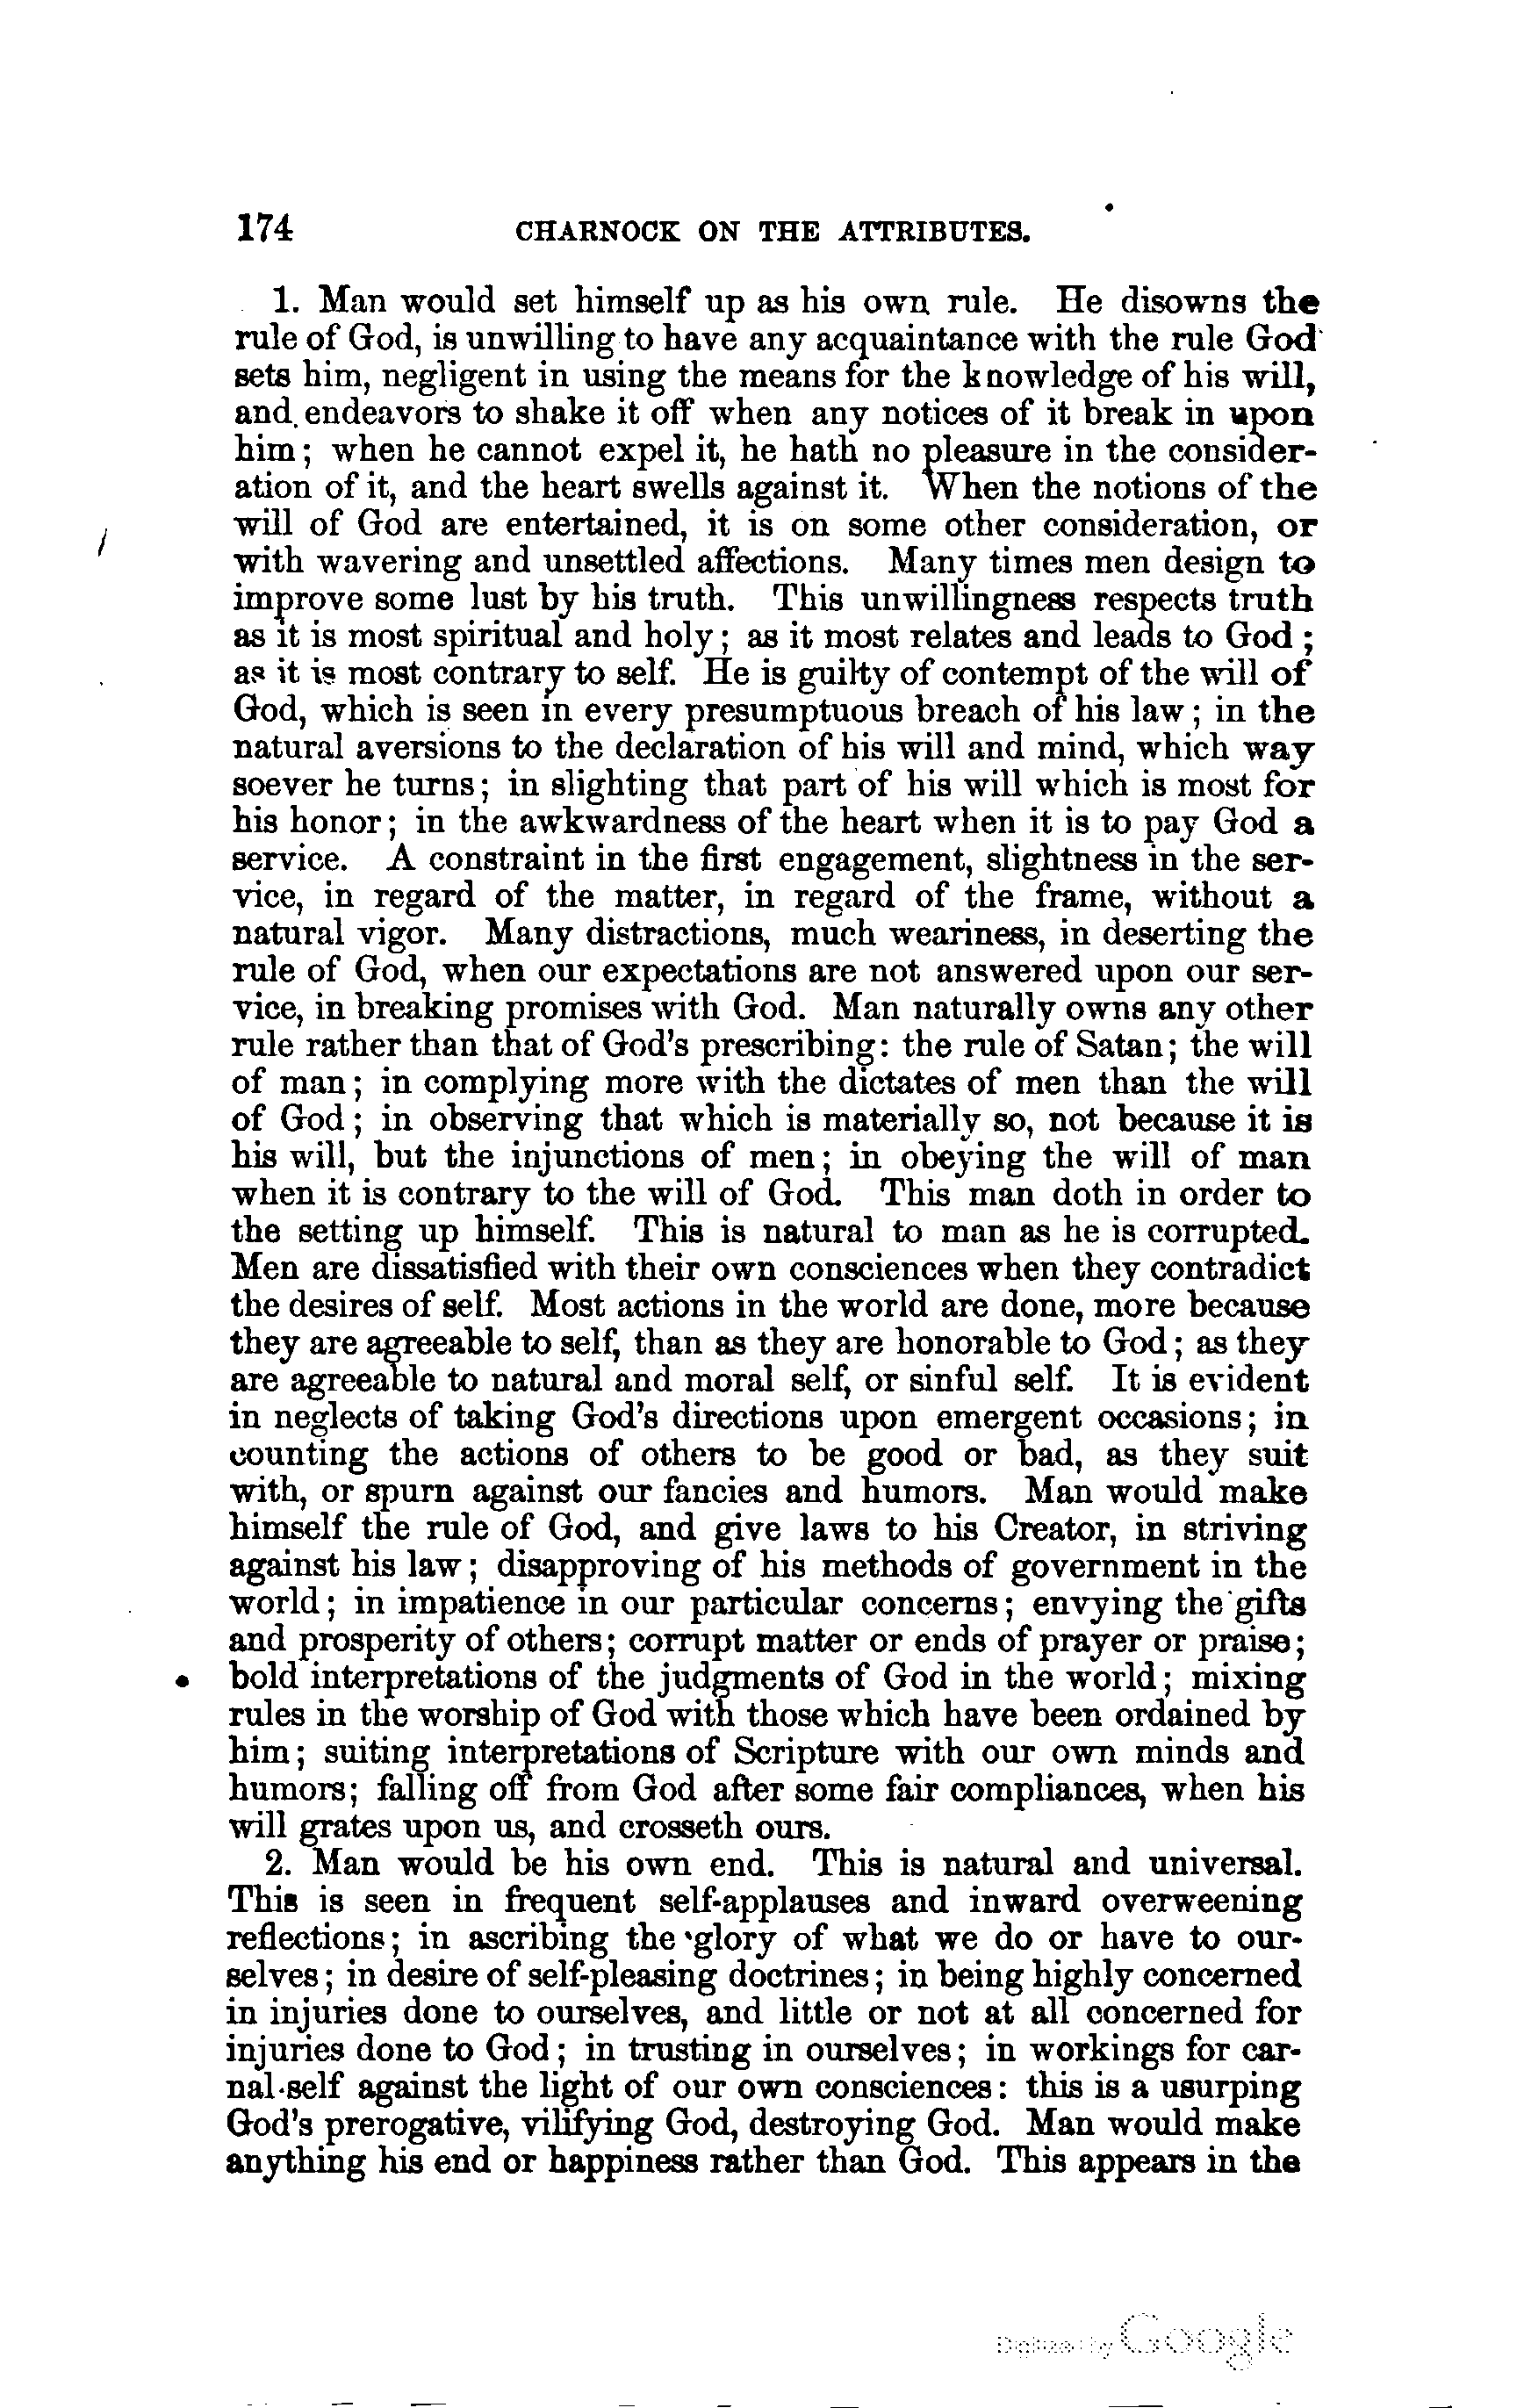 174 CHARNOCK ON THE ATTRIBUTES.
1. Man would set himself up as his own rule. He disowns the
rule of God, is unwilling to have any acquaintance with the rule God
sets him, negligent in using the means for the knowledge of his will,
and endeavors to shake it off when any notices of it break in upon
him; when he cannot expel it, he hath no pleasure in the consider-
ation of it, and the heart swells against it. When the notions of the
will of God are entertained, it is on some other consideration, or
with wavering and unsettled affections. Many times men design to
improve some lust by his truth. This unwillingness respects truth
as it is most spiritual and holy; as it most relates and leads to God;
as it is most contrary to self. He is guilty of contempt of the will of
God, which is seen in every presumptuous breach of his law; in the
natural aversions to the declaration of his will and mind, which way
soever he turns; in slighting that part of his will which is most for
his honor; in the awkwardness of the heart when it is to pay God a
service. A constraint in the first engagement, slightness in the ser-
vice, in regard of the matter, in regard of the frame, without a
natural vigor. Many distractions, much weariness, in deserting the
rule of God, when our expectations are not answered upon our ser-
vice, in breaking promises with God. Man naturally owns any other
rule rather than that of God's prescribing: the rule of Satan; the will
of man; in complying more with the dictates of men than the will
of God; in observing that which is materially so, not because it is
his will, but the injunctions of men; in obeying the will of man
when it is contrary to the will of God. This man doth in order to
the setting up himself. This is natural to man as he is corrupted.
Men are dissatisfied with their own consciences when they contradict
the desires of self. Most actions in the world are done, more because
they are agreeable to self, than as they are honorable to God; as they
are agreeable to natural and moral self, or sinful self. It is evident
in neglects of taking God's directions upon emergent occasions; in
counting the actions of others to be good or bad, as they suit
with, or spurn against our fancies and humors. Man would make
himself the rule of God, and give laws to his Creator, in striving
against his law; disapproving of his methods of government in the
world; in impatience in our particular concerns; envying the gifts
and prosperity of others; corrupt matter or ends of prayer or praise;
bold interpretations of the judgments of God in the world; mixing
rules in the worship of God with those which have been ordained by
him; suiting interpretations of Scripture with our own minds and
humors; falling off from God after some fair compliances, when his
will grates upon us, and crosseth ours.
2. Man would be his own end. This is natural and universal.
This is seen in frequent self-applauses and inward overweening
reflections; in ascribing the glory of what we do or have to our-
selves; in desire of self-pleasing doctrines; in being highly concerned
in injuries done to ourselves, and little or not at all concerned for
injuries done to God; in trusting in ourselves; in workings for car-
nal-self against the light of our own consciences: this is a usurping
God's prerogative, vilifying God, destroying God. Man would make
anything his end or happiness rather than God. This appears in the
Digitized by Google